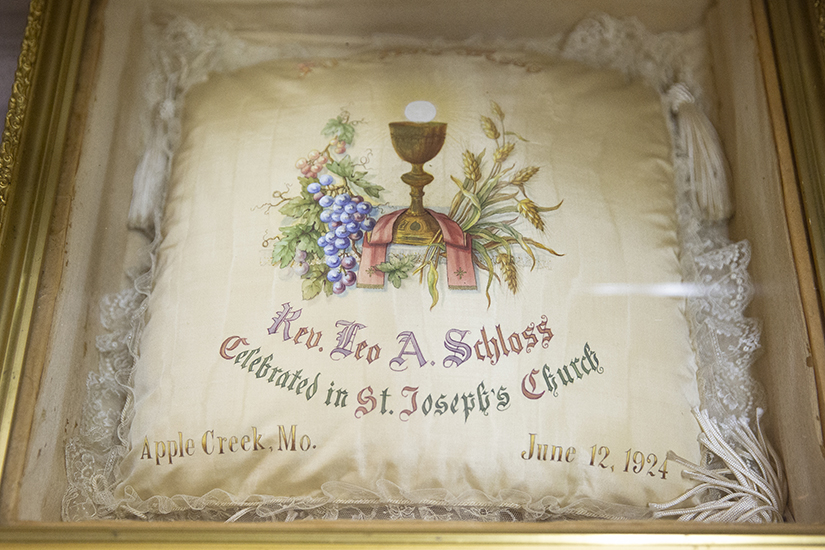 Rev. Leo A. Schloss
Celebrated in St. Joseph's Church
Apple Creek, Mo.
June 12, 1924